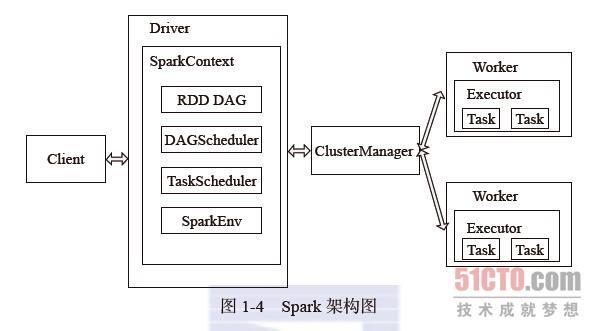 Driver
SparkContext
RDD DAG
DAGScheduler
TaskScheduler
SparkEnv
Client
ClusterManager
Worker
Executor
Task Task
Worker
Executor
Task Task
51CTO.com
技术成就梦想
图 1-4 Spark 架构图